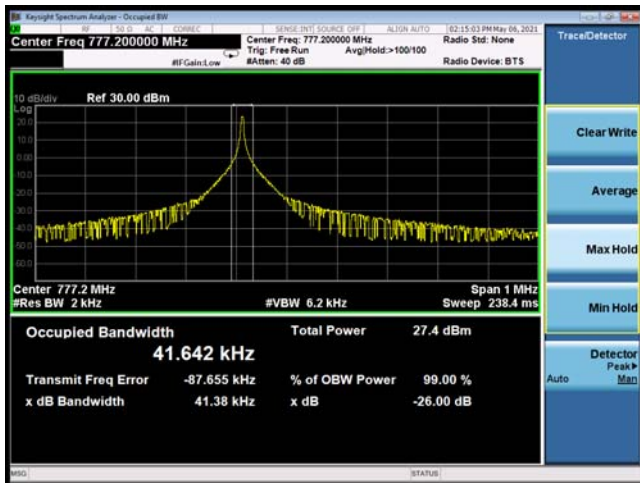 Keysight Spectrum Analyzer - Occupied BW
RF 50 Ω AC CORREC SENSE:INT SOURCE OFF ALIGN AUTO 02:15:03 PM May 06, 2021
Center Freq 777.200000 MHz Center Freq: 777.200000 MHz Radio Std: None Trace/Detector
Trig: Free Run Avg|Hold:>100/100
#IFGain:Low #Atten: 40 dB Radio Device: BTS
10 dB/div Ref 30.00 dBm
Log
20.0
10.0
0.00
10.0
20.0
30.0
40.0
50.0
60.0
Center 777.2 MHz Span 1 MHz
#Res BW 2 kHz #VBW 6.2 kHz Sweep 238.4 ms
Occupied Bandwidth Total Power 27.4 dBm
41.642 kHz
Transmit Freq Error -87.655 kHz % of OBW Power 99.00 %
x dB Bandwidth 41.38 kHz x dB -26.00 dB
Clear Write
Average
Max Hold
Min Hold
Detector
Peak▶
Auto Man
MSG STATUS